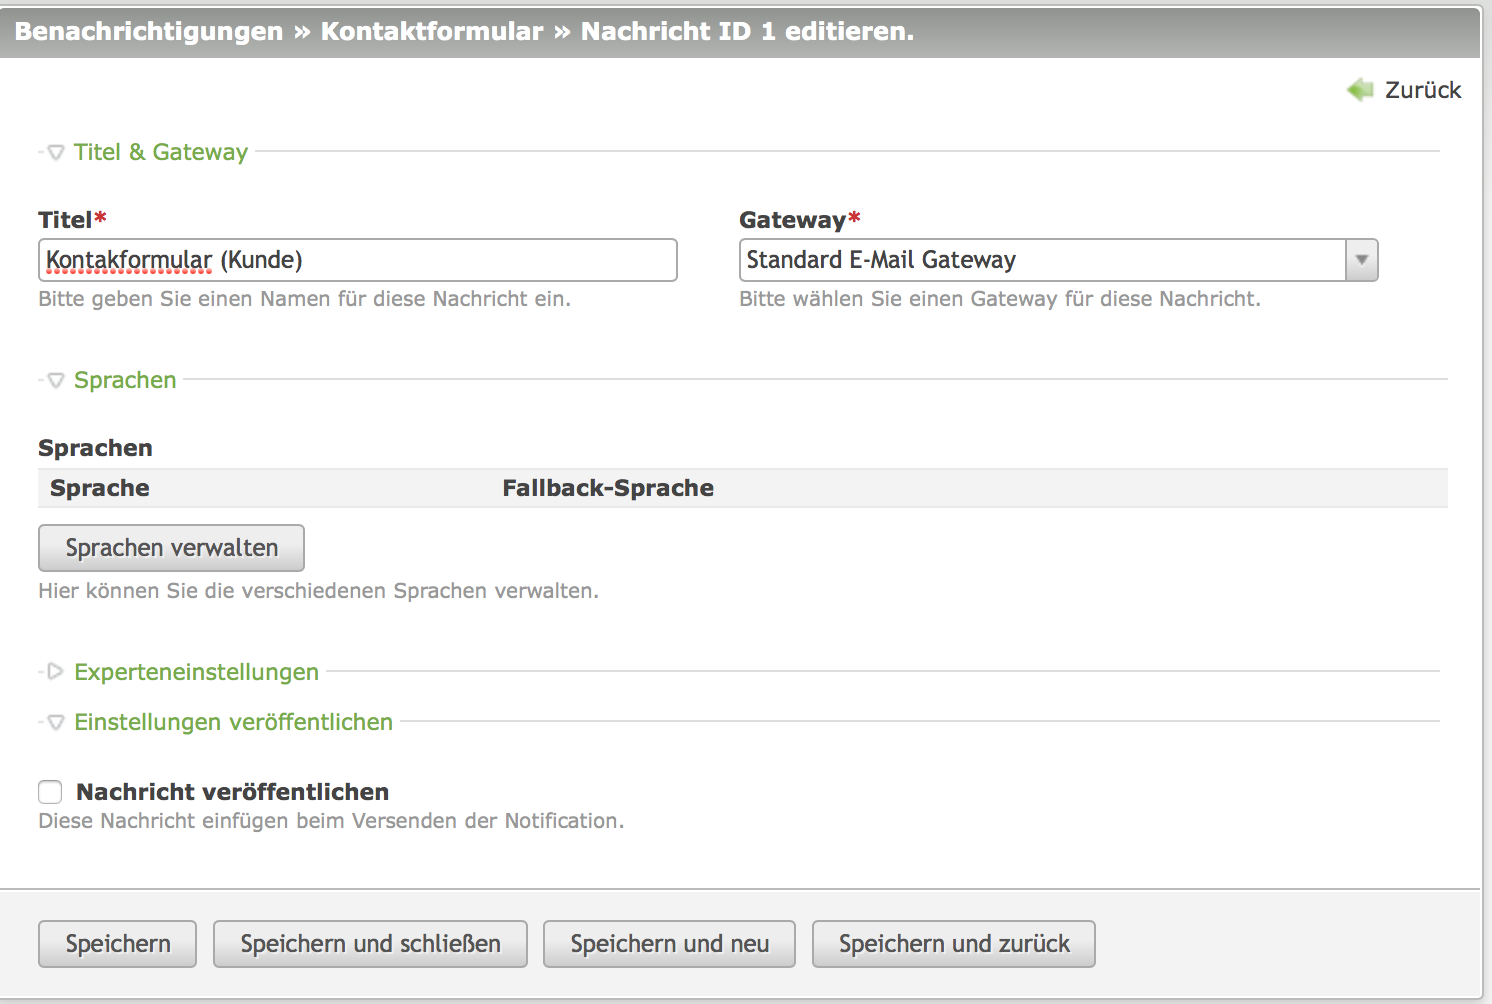 Benachrichtigungen » Kontaktformular » Nachricht ID 1 editieren.
Zurück
Titel & Gateway
Titel*
Gateway*
Kontakformular (Kunde)
Standard E-Mail Gateway
Bitte geben Sie einen Namen für diese Nachricht ein.
Bitte wählen Sie einen Gateway für diese Nachricht.
Sprachen
Sprachen
Sprache Fallback-Sprache
Sprachen verwalten
Hier können Sie die verschiedenen Sprachen verwalten.
Experteneinstellungen
Einstellungen veröffentlichen
Nachricht veröffentlichen
Diese Nachricht einfügen beim Versenden der Notification.
Speichern Speichern und schließen Speichern und neu Speichern und zurück